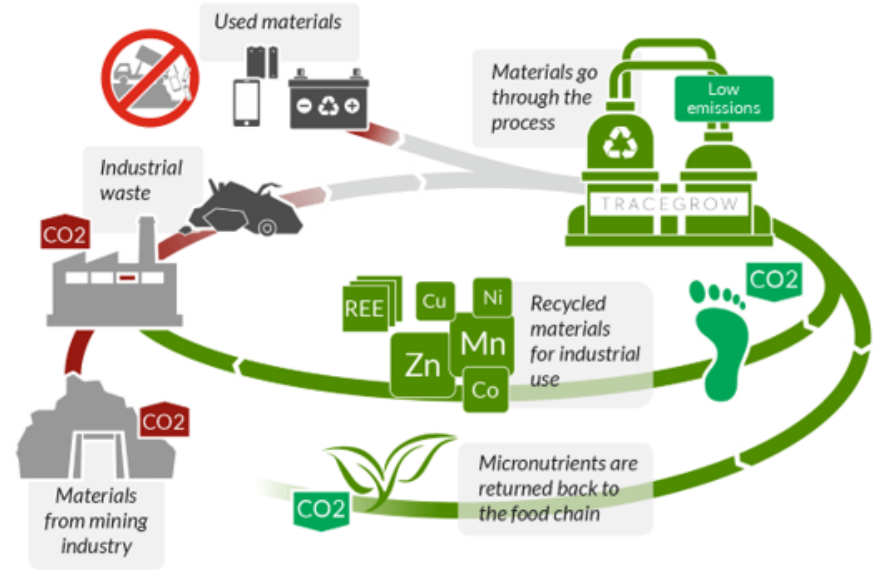 Used materials
Materials go
through the
process
Low
emissions
Industrial
waste
TRACEGROW
CO2
CO2
REE
Cu
Ni
Zn
Mn
Co
Recycled
materials
for industrial
use
CO2
Materials
from mining
industry
CO2
Micronutrients are
returned back to
the food chain